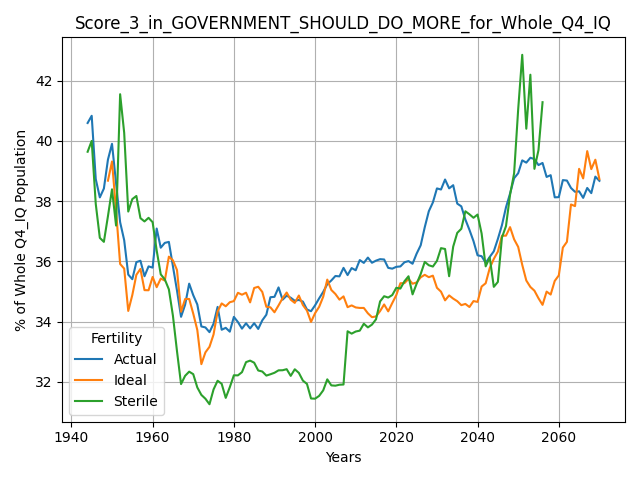 Score_3_in_GOVERNMENT_SHOULD_DO_MORE_for_Whole_Q4_IQ
% of Whole Q4_IQ Population
42
40
38
36
34
32
Fertility
Actual
Ideal
Sterile
1940 1960 1980 2000 2020 2040 2060
Years